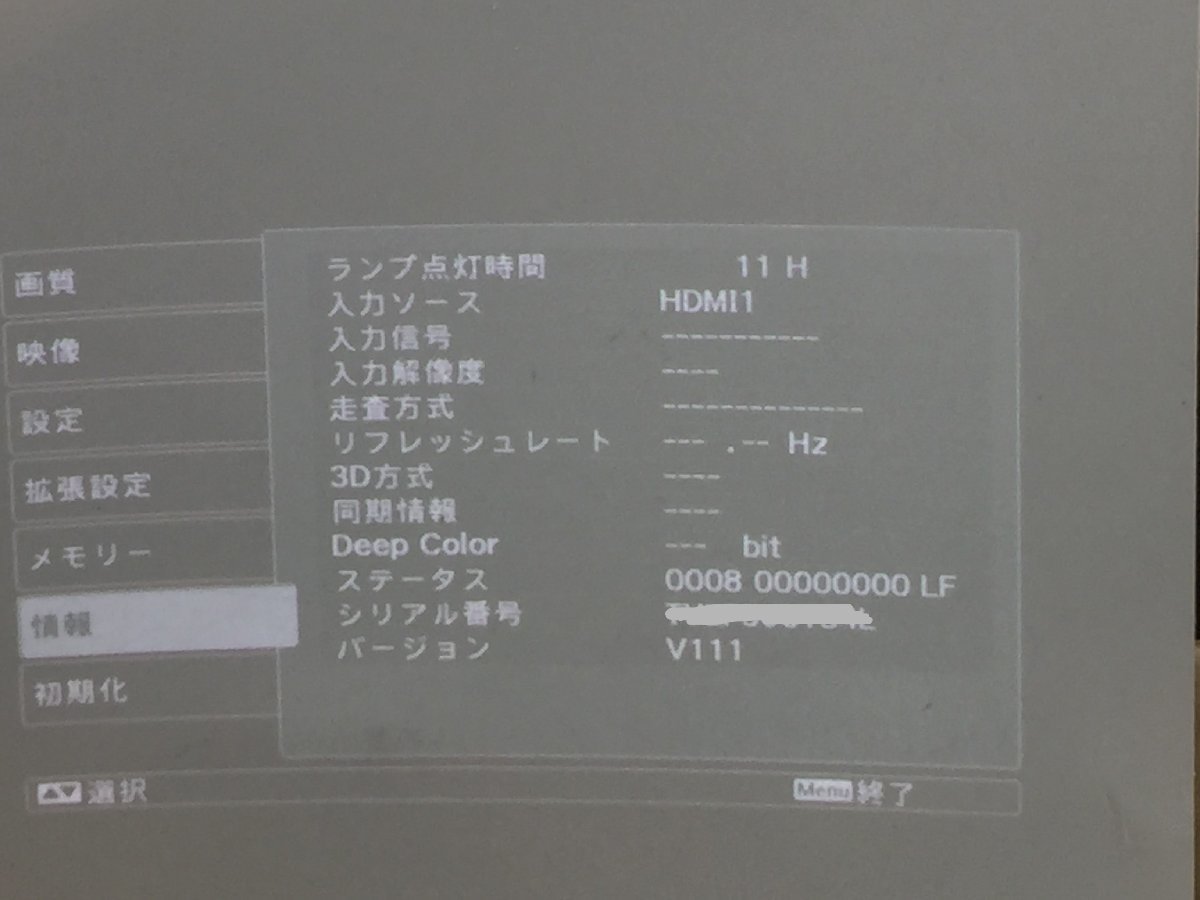 画質
映像
設定
拡張設定
メモリー
情報
初期化
ランプ点灯時間 11 H
入力ソース HDMI1
入力信号 -----------
入力解像度 ----
走査方式 --------------
リフレッシュレート --- .-- Hz
3D方式 ----
同期情報 ----
Deep Color --- bit
ステータス 0008 00000000 LF
シリアル番号
バージョン V111
選択 Menu 終了